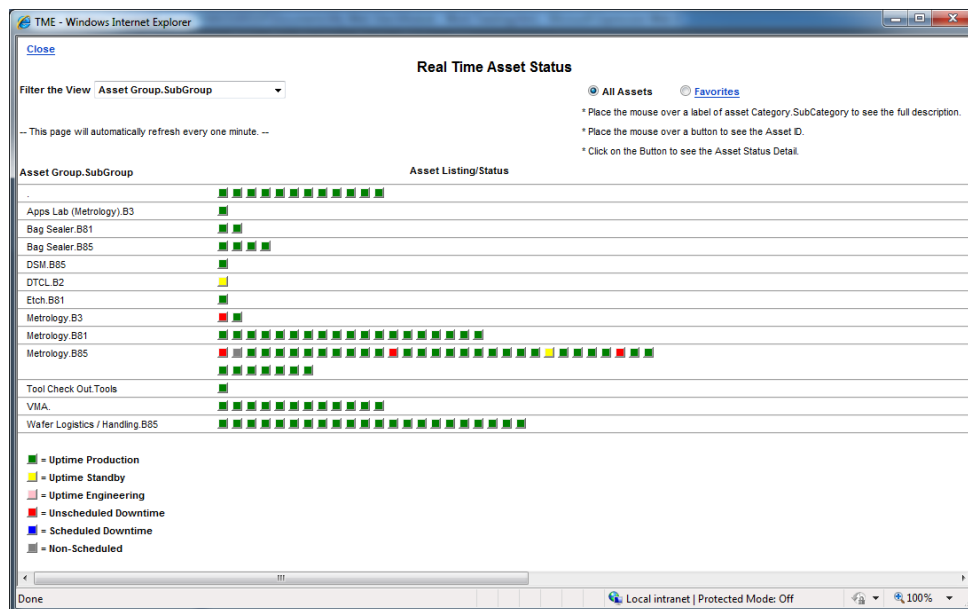 TME - Windows Internet Explorer
Close
Real Time Asset Status
Filter the View Asset Group.SubGroup
All Assets Favorites
* Place the mouse over a label of asset Category.SubCategory to see the full description.
-- This page will automatically refresh every one minute. --
* Place the mouse over a button to see the Asset ID.
* Click on the Button to see the Asset Status Detail.
Asset Group.SubGroup Asset Listing/Status
.
Apps Lab (Metrology).B3
Bag Sealer.B81
Bag Sealer.B85
DSM.B85
DTCL.B2
Etch.B81
Metrology.B3
Metrology.B81
Metrology.B85
Tool Check Out.Tools
VMA.
Wafer Logistics / Handling.B85
= Uptime Production
= Uptime Standby
= Uptime Engineering
= Unscheduled Downtime
= Scheduled Downtime
= Non-Scheduled
Done Local intranet | Protected Mode: Off 100%